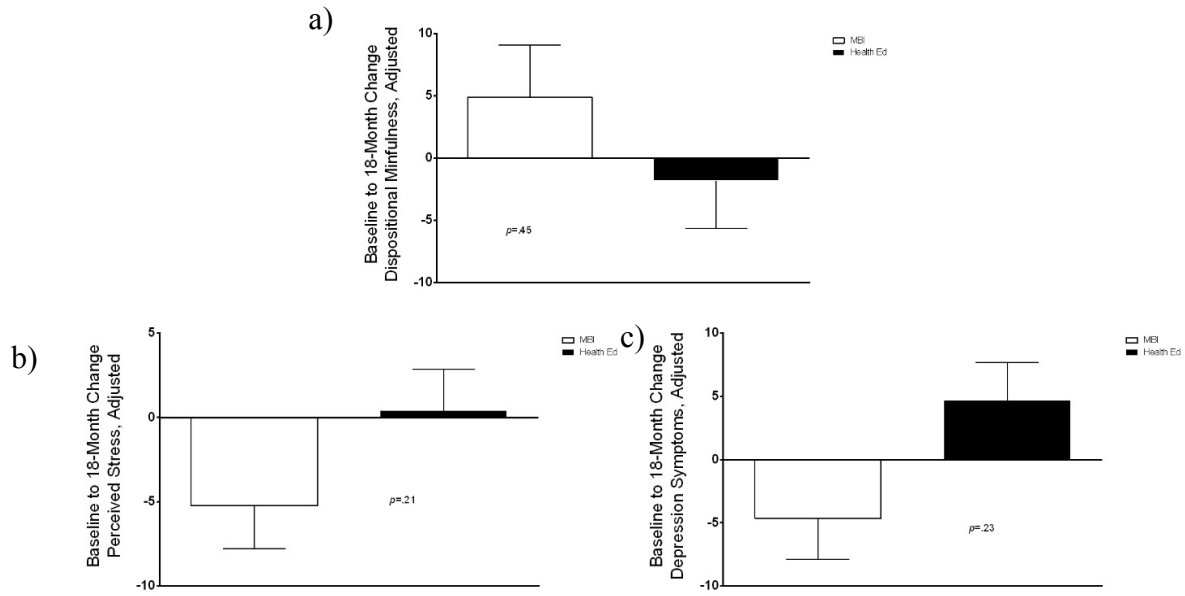 a)
Baseline to 18-Month Change
Dispositional Minfulness, Adjusted
10
5
0
-5
-10
p=.45
MBI
Health Ed
b)
Baseline to 18-Month Change
Perceived Stress, Adjusted
5
0
-5
-10
p=.21
MBI
Health Ed
c)
Baseline to 18-Month Change
Depression Symptoms, Adjusted
10
5
0
-5
-10
p=.23
MBI
Health Ed